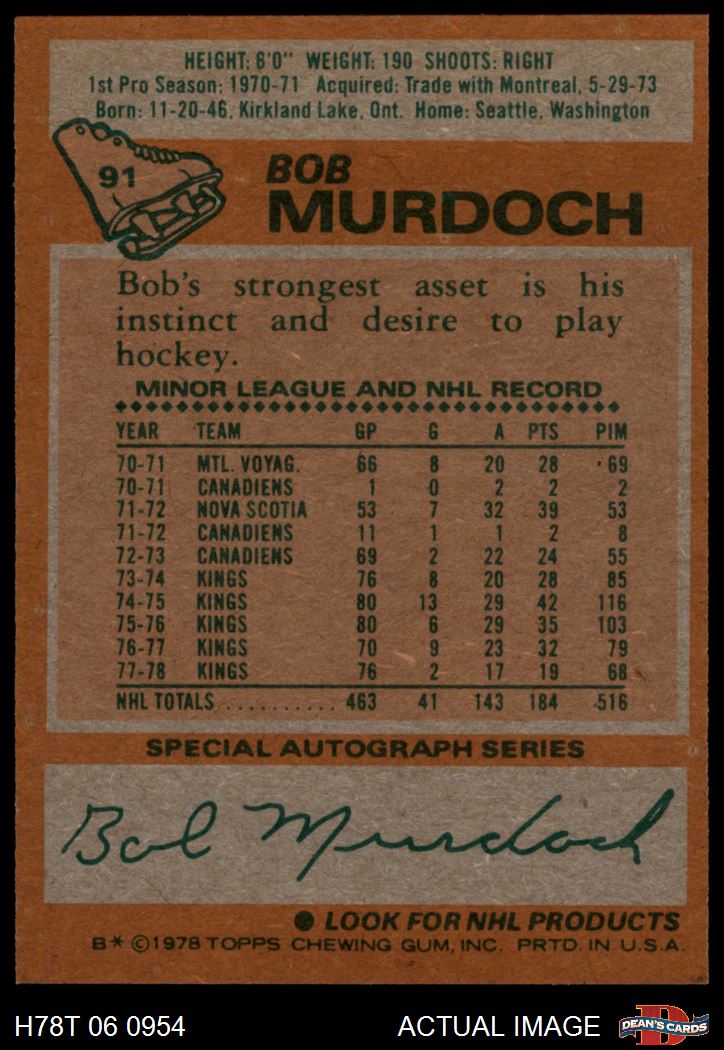 HEIGHT: 6'0" WEIGHT: 190 SHOOTS: RIGHT
1st Pro Season: 1970-71 Acquired: Trade with Montreal, 5-29-73
Born: 11-20-46, Kirkland Lake, Ont. Home: Seattle, Washington
91
BOB
MURDOCH
Bob's strongest asset is his
instinct and desire to play
hockey.
MINOR LEAGUE AND NHL RECORD
YEAR TEAM GP G A PTS PIM
70-71 MTL. VOYAG. 66 8 20 28 69
70-71 CANADIENS 1 0 2 2 2
71-72 NOVA SCOTIA 53 7 32 39 53
71-72 CANADIENS 11 1 1 2 8
72-73 CANADIENS 69 2 22 24 55
73-74 KINGS 76 8 20 28 85
74-75 KINGS 80 13 29 42 116
75-76 KINGS 80 6 29 35 103
76-77 KINGS 70 9 23 32 79
77-78 KINGS 76 2 17 19 68
NHL TOTALS........... 463 41 143 184 516
SPECIAL AUTOGRAPH SERIES
Bob Murdoch
● LOOK FOR NHL PRODUCTS
B* ©1978 TOPPS CHEWING GUM, INC. PRTD. IN U.S.A.
H78T 06 0954 ACTUAL IMAGE D DEAN'S CARDS